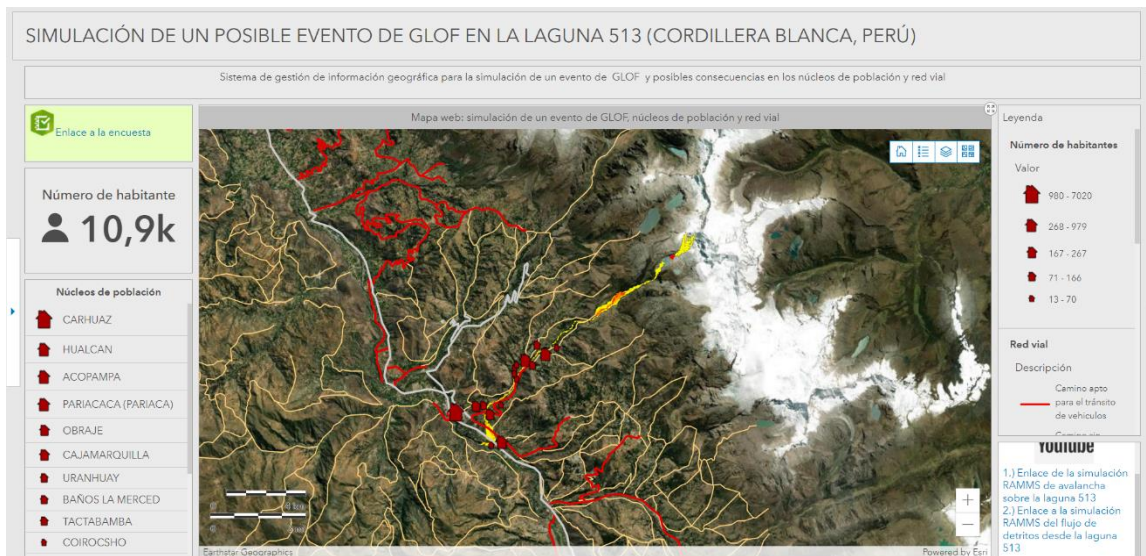 SIMULACIÓN DE UN POSIBLE EVENTO DE GLOF EN LA LAGUNA 513 (CORDILLERA BLANCA, PERÚ)
Sistema de gestión de información geográfica para la simulación de un evento de GLOF y posibles consecuencias en los núcleos de población y red vial
Enlace a la encuesta
Número de habitante
10,9k
Núcleos de población
CARHUAZ
HUALCAN
ACOPAMPA
PARIACACA (PARIACA)
OBRAJE
CAJAMARQUILLA
URANHUAY
BAÑOS LA MERCED
TACTABAMBA
COIROCSHO
Mapa web: simulación de un evento de GLOF, núcleos de población y red vial
Earthstar Geographics
Powered by Esri
Leyenda
Número de habitantes
Valor
980 - 7020
268 - 979
167 - 267
71 - 166
13 - 70
Red vial
Descripción
Camino apto
para el tránsito
de vehiculos
YouTube
1.) Enlace de la simulación
RAMMS de avalancha
sobre la laguna 513
2.) Enlace a la simulación
RAMMS del flujo de
detritos desde la laguna
513